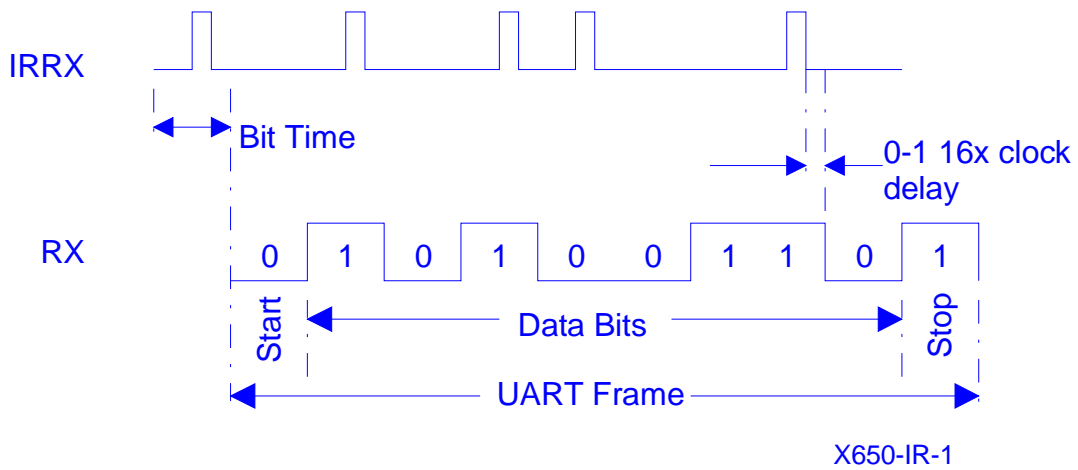 IRRX
Bit Time
0-1 16x clock
delay
RX
0 1 0 1 0 0 1 1 0 1
Start
Data Bits
Stop
UART Frame
X650-IR-1